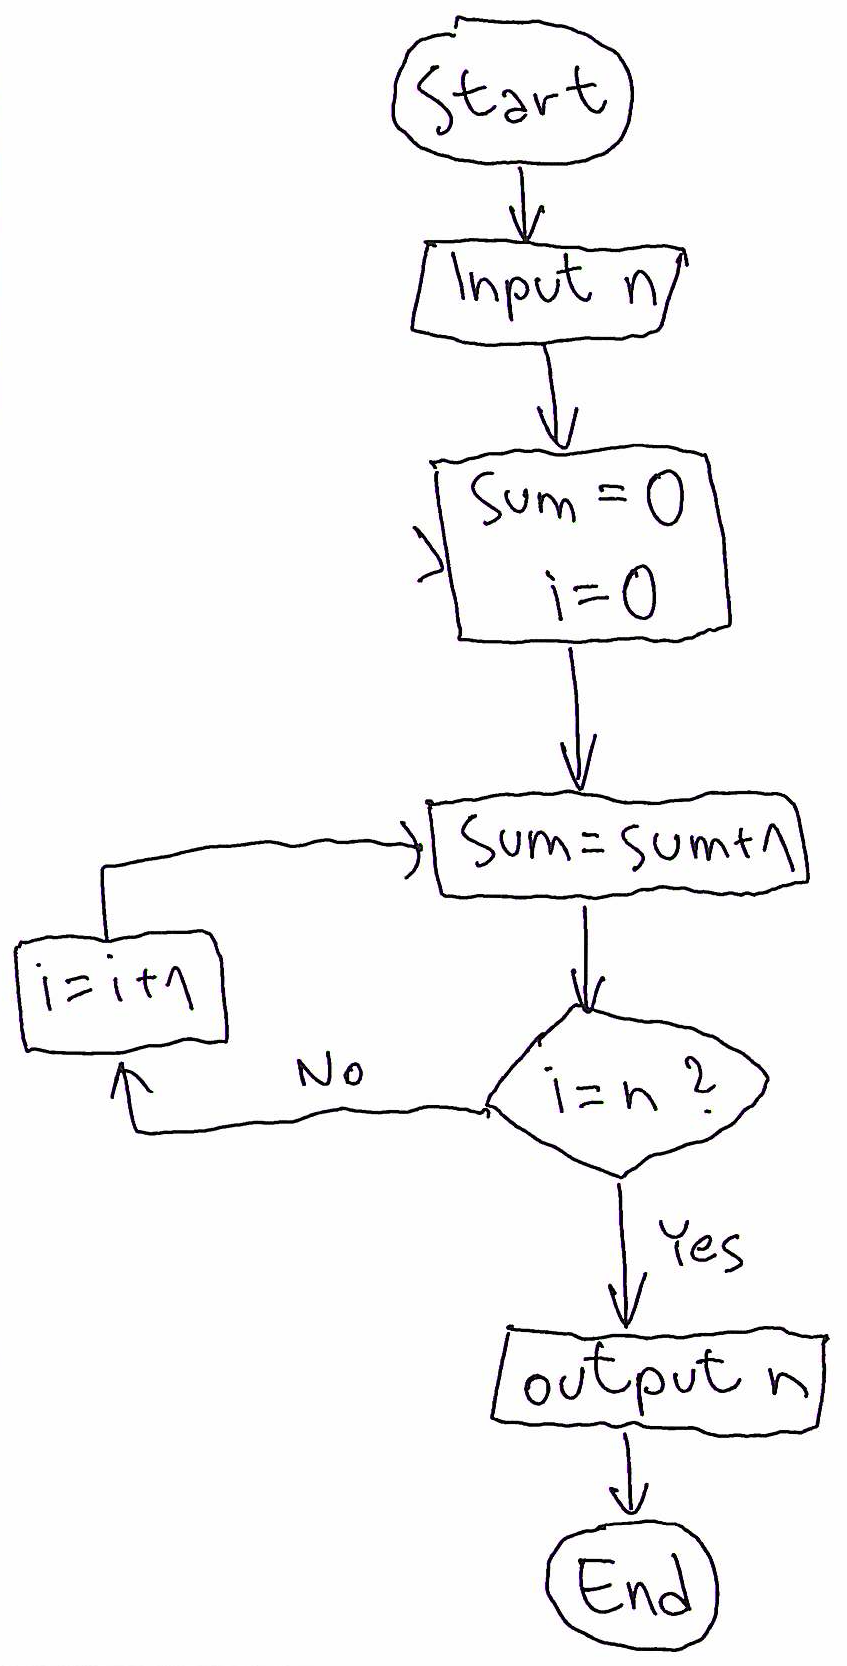 Start
Input n
Sum = 0
i=0
Sum=sum+1
i=i+1
No
i=n ?
Yes
output n
End